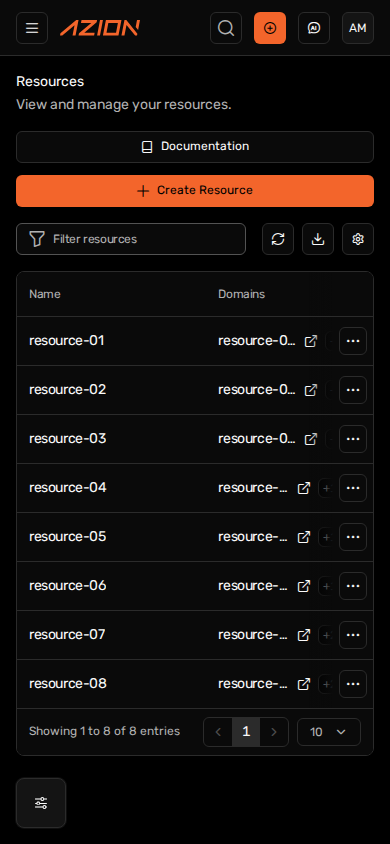 AZION
AI
AM
Resources
View and manage your resources.
Documentation
Create Resource
Filter resources
Name Domains
resource-01 resource-0...
resource-02 resource-0...
resource-03 resource-0...
resource-04 resource-... +
resource-05 resource-... +
resource-06 resource-... +
resource-07 resource-... +
resource-08 resource-... +
Showing 1 to 8 of 8 entries 1 10